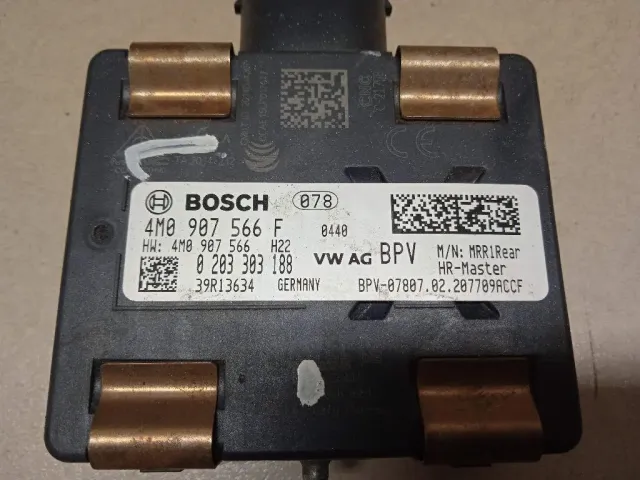 BOSCH 078
4M0 907 566 F 0440
HW: 4M0 907 566 H22
0 203 303 188 VW AG BPV
M/N: MRR1Rear
HR-Master
39R13634 GERMANY BPV-07807.02.207709ACCF
CE